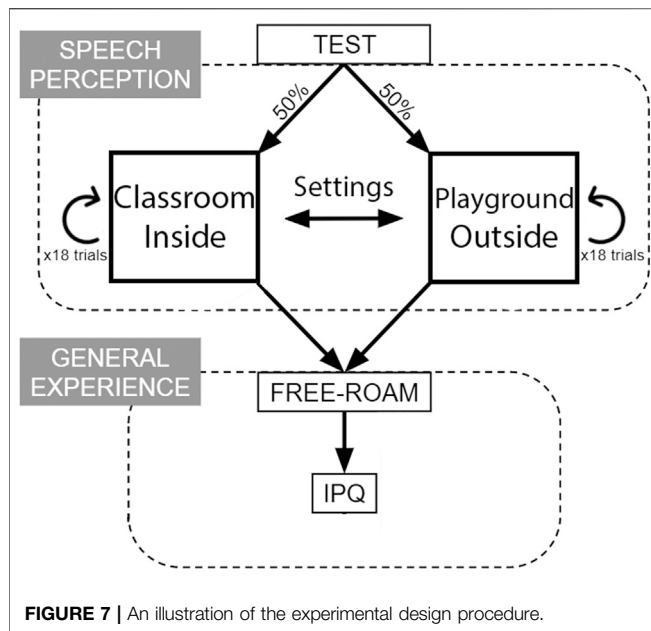 SPEECH
PERCEPTION
TEST
50%
50%
Classroom
Inside
Settings
Playground
Outside
x18 trials
x18 trials
GENERAL
EXPERIENCE
FREE-ROAM
IPQ
FIGURE 7 | An illustration of the experimental design procedure.